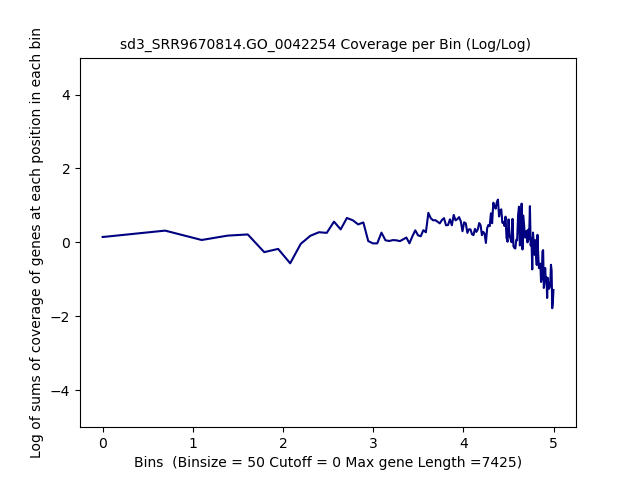 sd3_SRR9670814.GO_0042254 Coverage per Bin (Log/Log)
Log of sums of coverage of genes at each position in each bin
4
2
0
−2
−4
0 1 2 3 4 5
Bins  (Binsize = 50 Cutoff = 0 Max gene Length =7425)